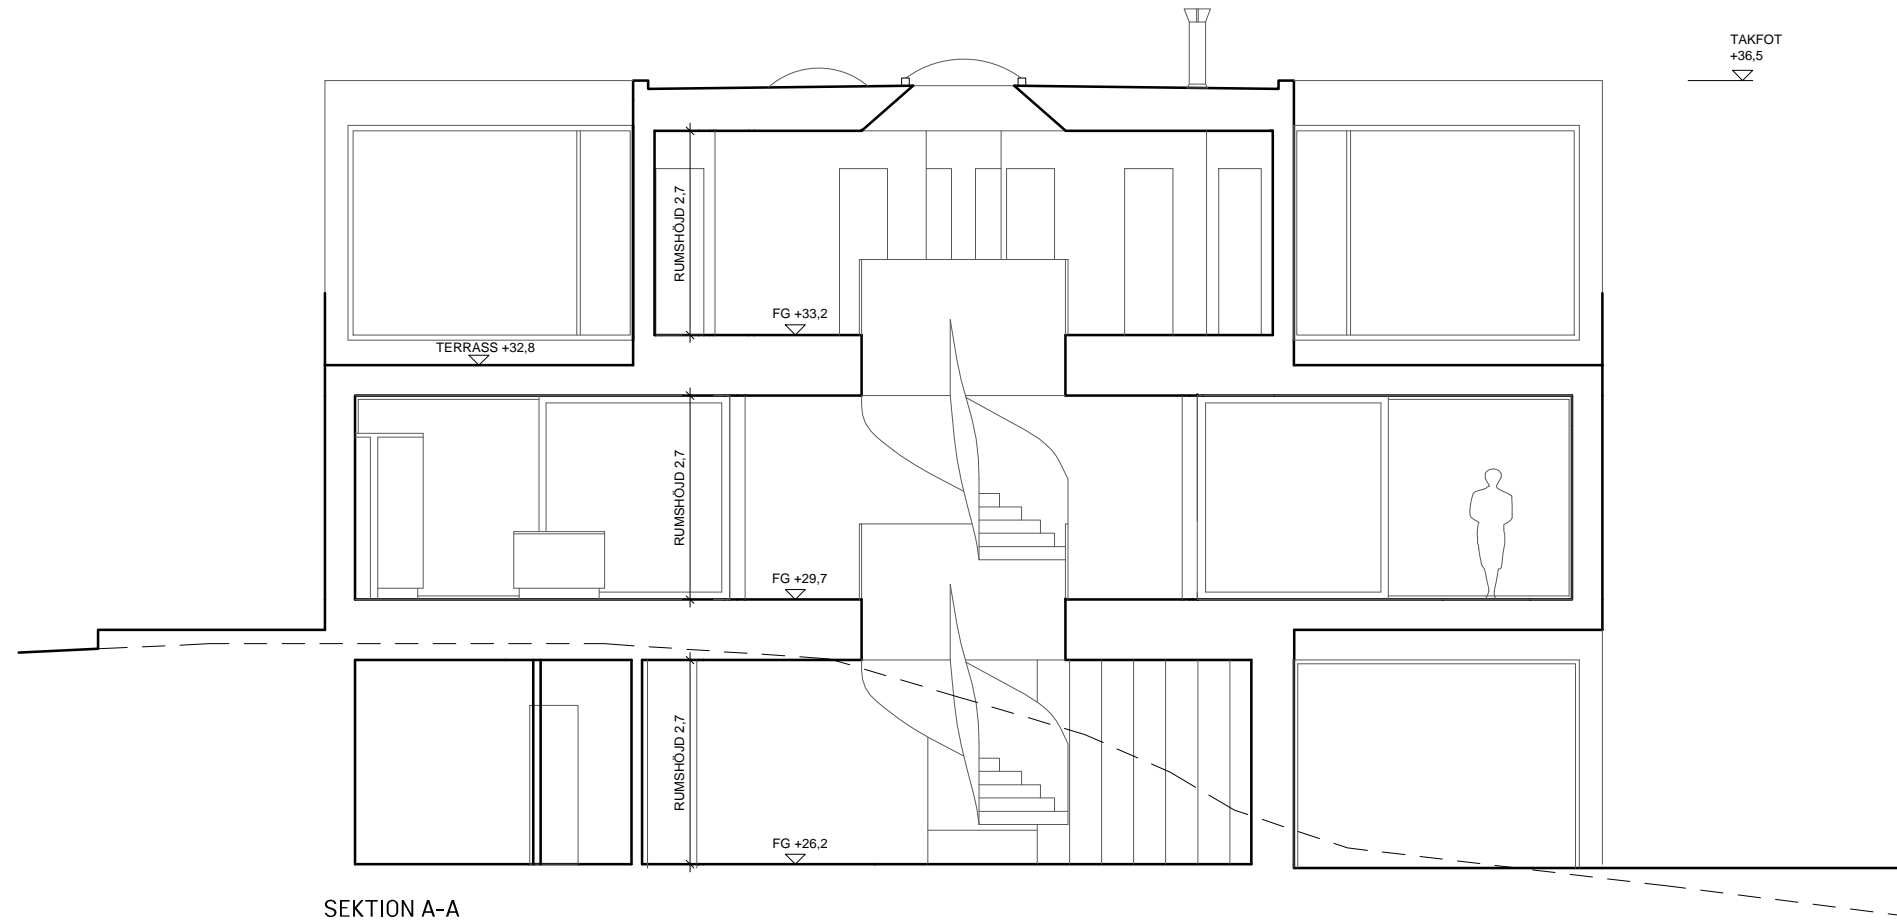 TAKFOT
+36,5
RUMSHÖJD 2,7
FG +33,2
TERRASS +32,8
RUMSHÖJD 2,7
FG +29,7
RUMSHÖJD 2,7
FG +26,2
SEKTION A-A